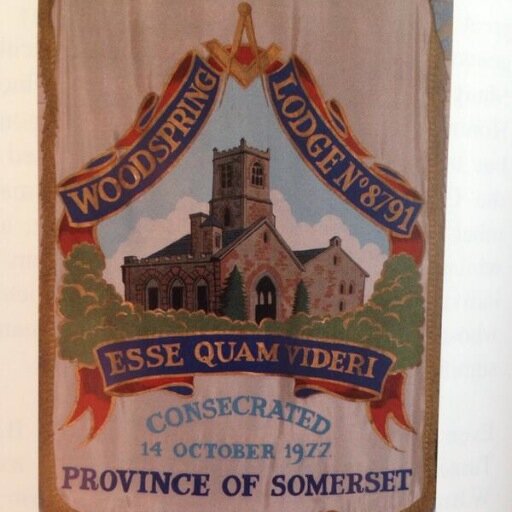 WOODSPRING
LODGE Nº 8791
ESSE QUAM VIDERI
CONSECRATED
14 OCTOBER 1977
PROVINCE OF SOMERSET